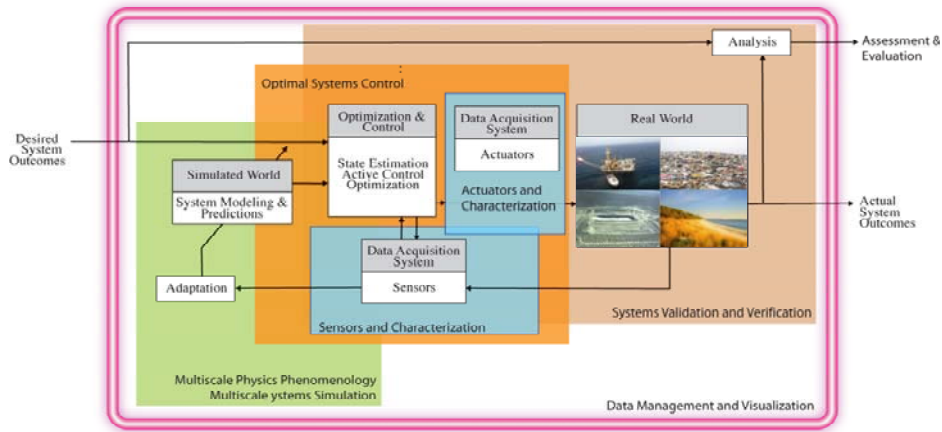 Analysis
Assessment &
Evaluation
Optimal Systems Control
:
Optimization &
Control
State Estimation
Active Control
Optimization
Data Acquisition
System
Actuators
Actuators and
Characterization
Real World
Desired
System
Outcomes
Simulated World
System Modeling &
Predictions
Actual
System
Outcomes
Data Acquisition
System
Sensors
Adaptation
Sensors and Characterization
Systems Validation and Verification
Multiscale Physics Phenomenology
Multiscale ystems Simulation
Data Management and Visualization